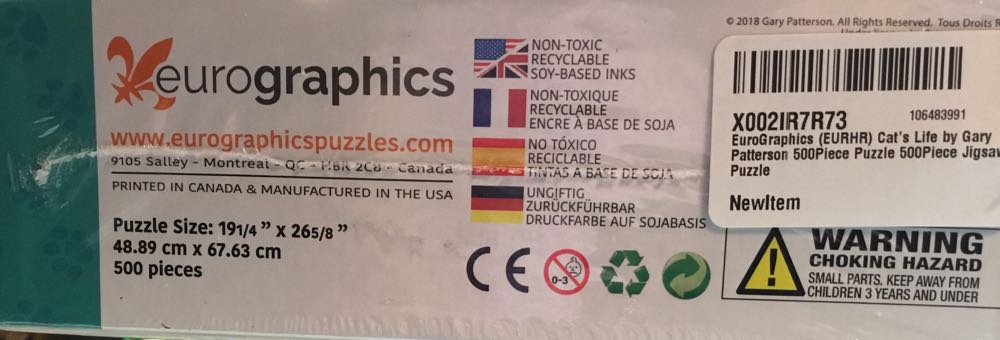 © 2018 Gary Patterson. All Rights Reserved. Tous Droits R
eurographics
www.eurographicspuzzles.com
9105 Salley - Montreal - QC - H8R 2C8 - Canada
PRINTED IN CANADA & MANUFACTURED IN THE USA
Puzzle Size: 19 1/4 " x 26 5/8 "
48.89 cm x 67.63 cm
500 pieces
NON-TOXIC
RECYCLABLE
SOY-BASED INKS
NON-TOXIQUE
RECYCLABLE
ENCRE À BASE DE SOJA
NO TÓXICO
RECICLABLE
TINTAS A BASE DE SOJA
UNGIFTIG
ZURÜCKFÜHRBAR
DRUCKFARBE AUF SOJABASIS
CE
0-3
X002IR7R73
106483991
EuroGraphics (EURHR) Cat's Life by Gary
Patterson 500Piece Puzzle 500Piece Jigsaw
Puzzle
NewItem
WARNING
CHOKING HAZARD
SMALL PARTS. KEEP AWAY FROM
CHILDREN 3 YEARS AND UNDER